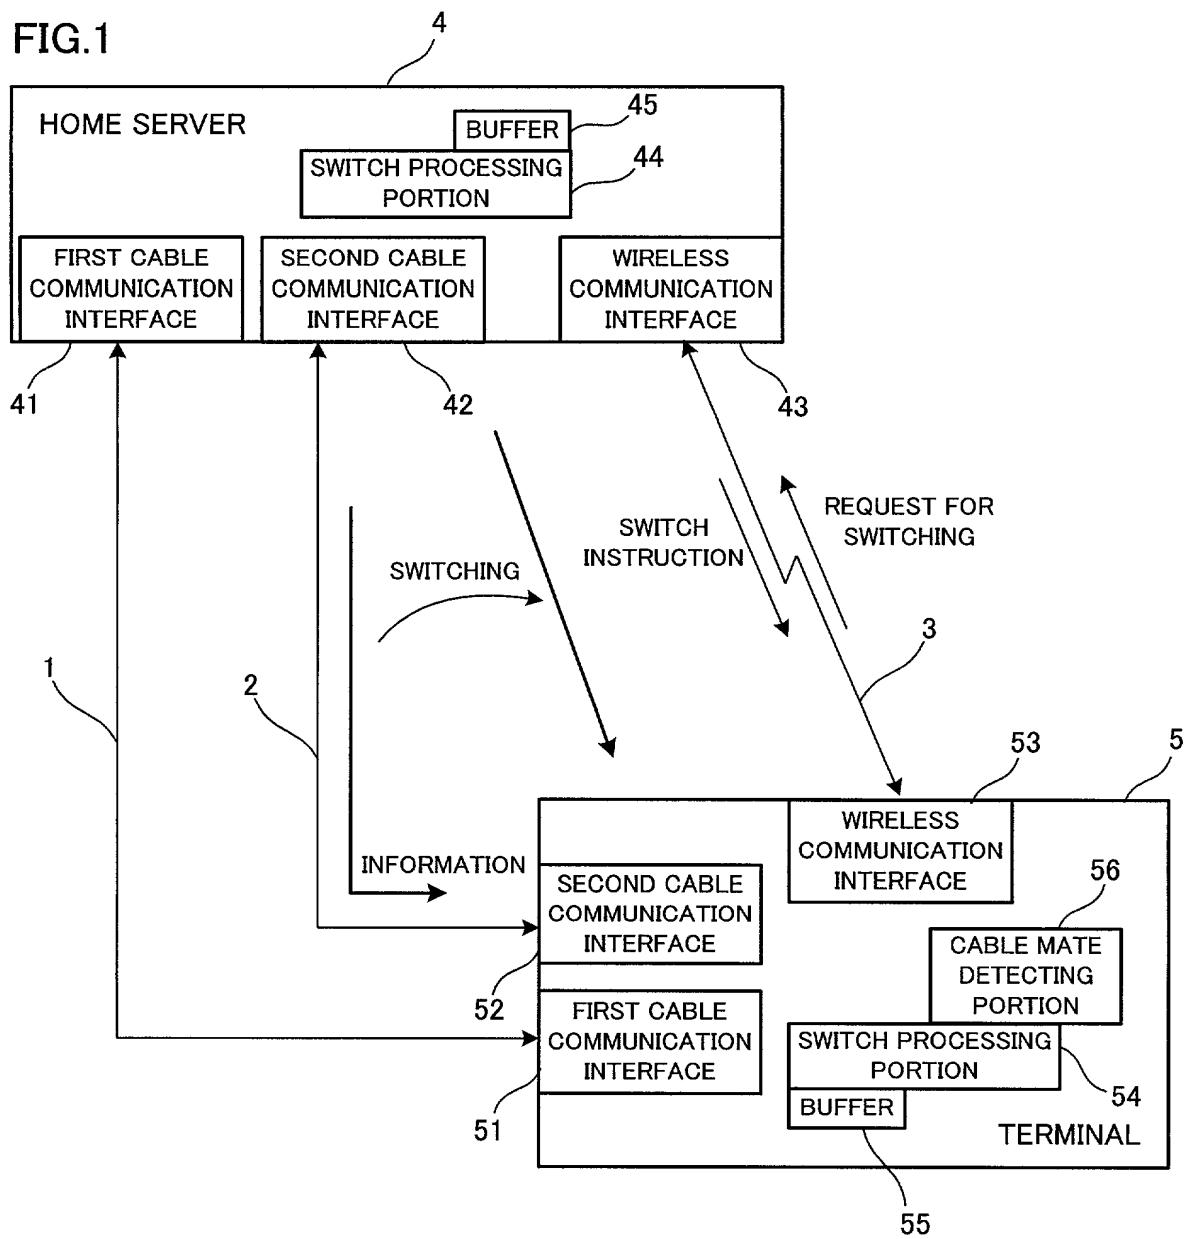 FIG.1
4
HOME SERVER
BUFFER
45
SWITCH PROCESSING
PORTION
44
FIRST CABLE
COMMUNICATION
INTERFACE
SECOND CABLE
COMMUNICATION
INTERFACE
WIRELESS
COMMUNICATION
INTERFACE
41
42
43
SWITCH
INSTRUCTION
REQUEST FOR
SWITCHING
SWITCHING
1
2
3
INFORMATION
53
5
WIRELESS
COMMUNICATION
INTERFACE
SECOND CABLE
COMMUNICATION
INTERFACE
56
CABLE MATE
DETECTING
PORTION
52
FIRST CABLE
COMMUNICATION
INTERFACE
SWITCH PROCESSING
PORTION
54
BUFFER
51
TERMINAL
55